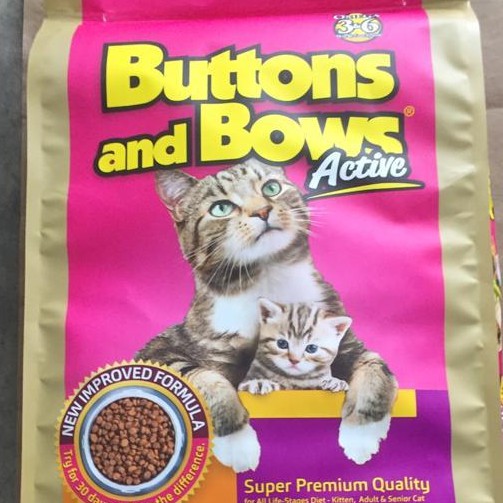 OMEGA
3&6
Buttons
and Bows®
Active
NEW IMPROVED FORMULA
Try for 30 the difference.
Super Premium Quality
for All Life-Stages Diet - Kitten, Adult & Senior Cat